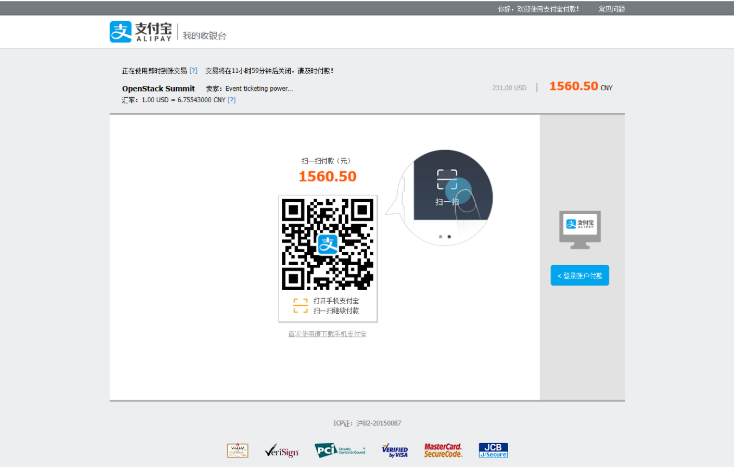 你好，欢迎使用支付宝付款！ 常见问题
支付宝 ALIPAY 我的收银台
正在使用即时到账交易 [?] 交易将在11小时59分钟后关闭，请及时付款！
OpenStack Summit 卖家：Event ticketing power...
231.00 USD | 1560.50 CNY
汇率：1.00 USD = 6.75543000 CNY [?]
扫一扫付款（元）
1560.50
扫一扫
支
打开手机支付宝
扫一扫继续付款
首次使用请下载手机支付宝
支付宝 ALIPAY
< 登录账户付款
ICP证：沪B2-20150087
VeriSign
PCI Security Standards Council
VERIFIED by VISA
MasterCard. SecureCode.
JCB J/Secure